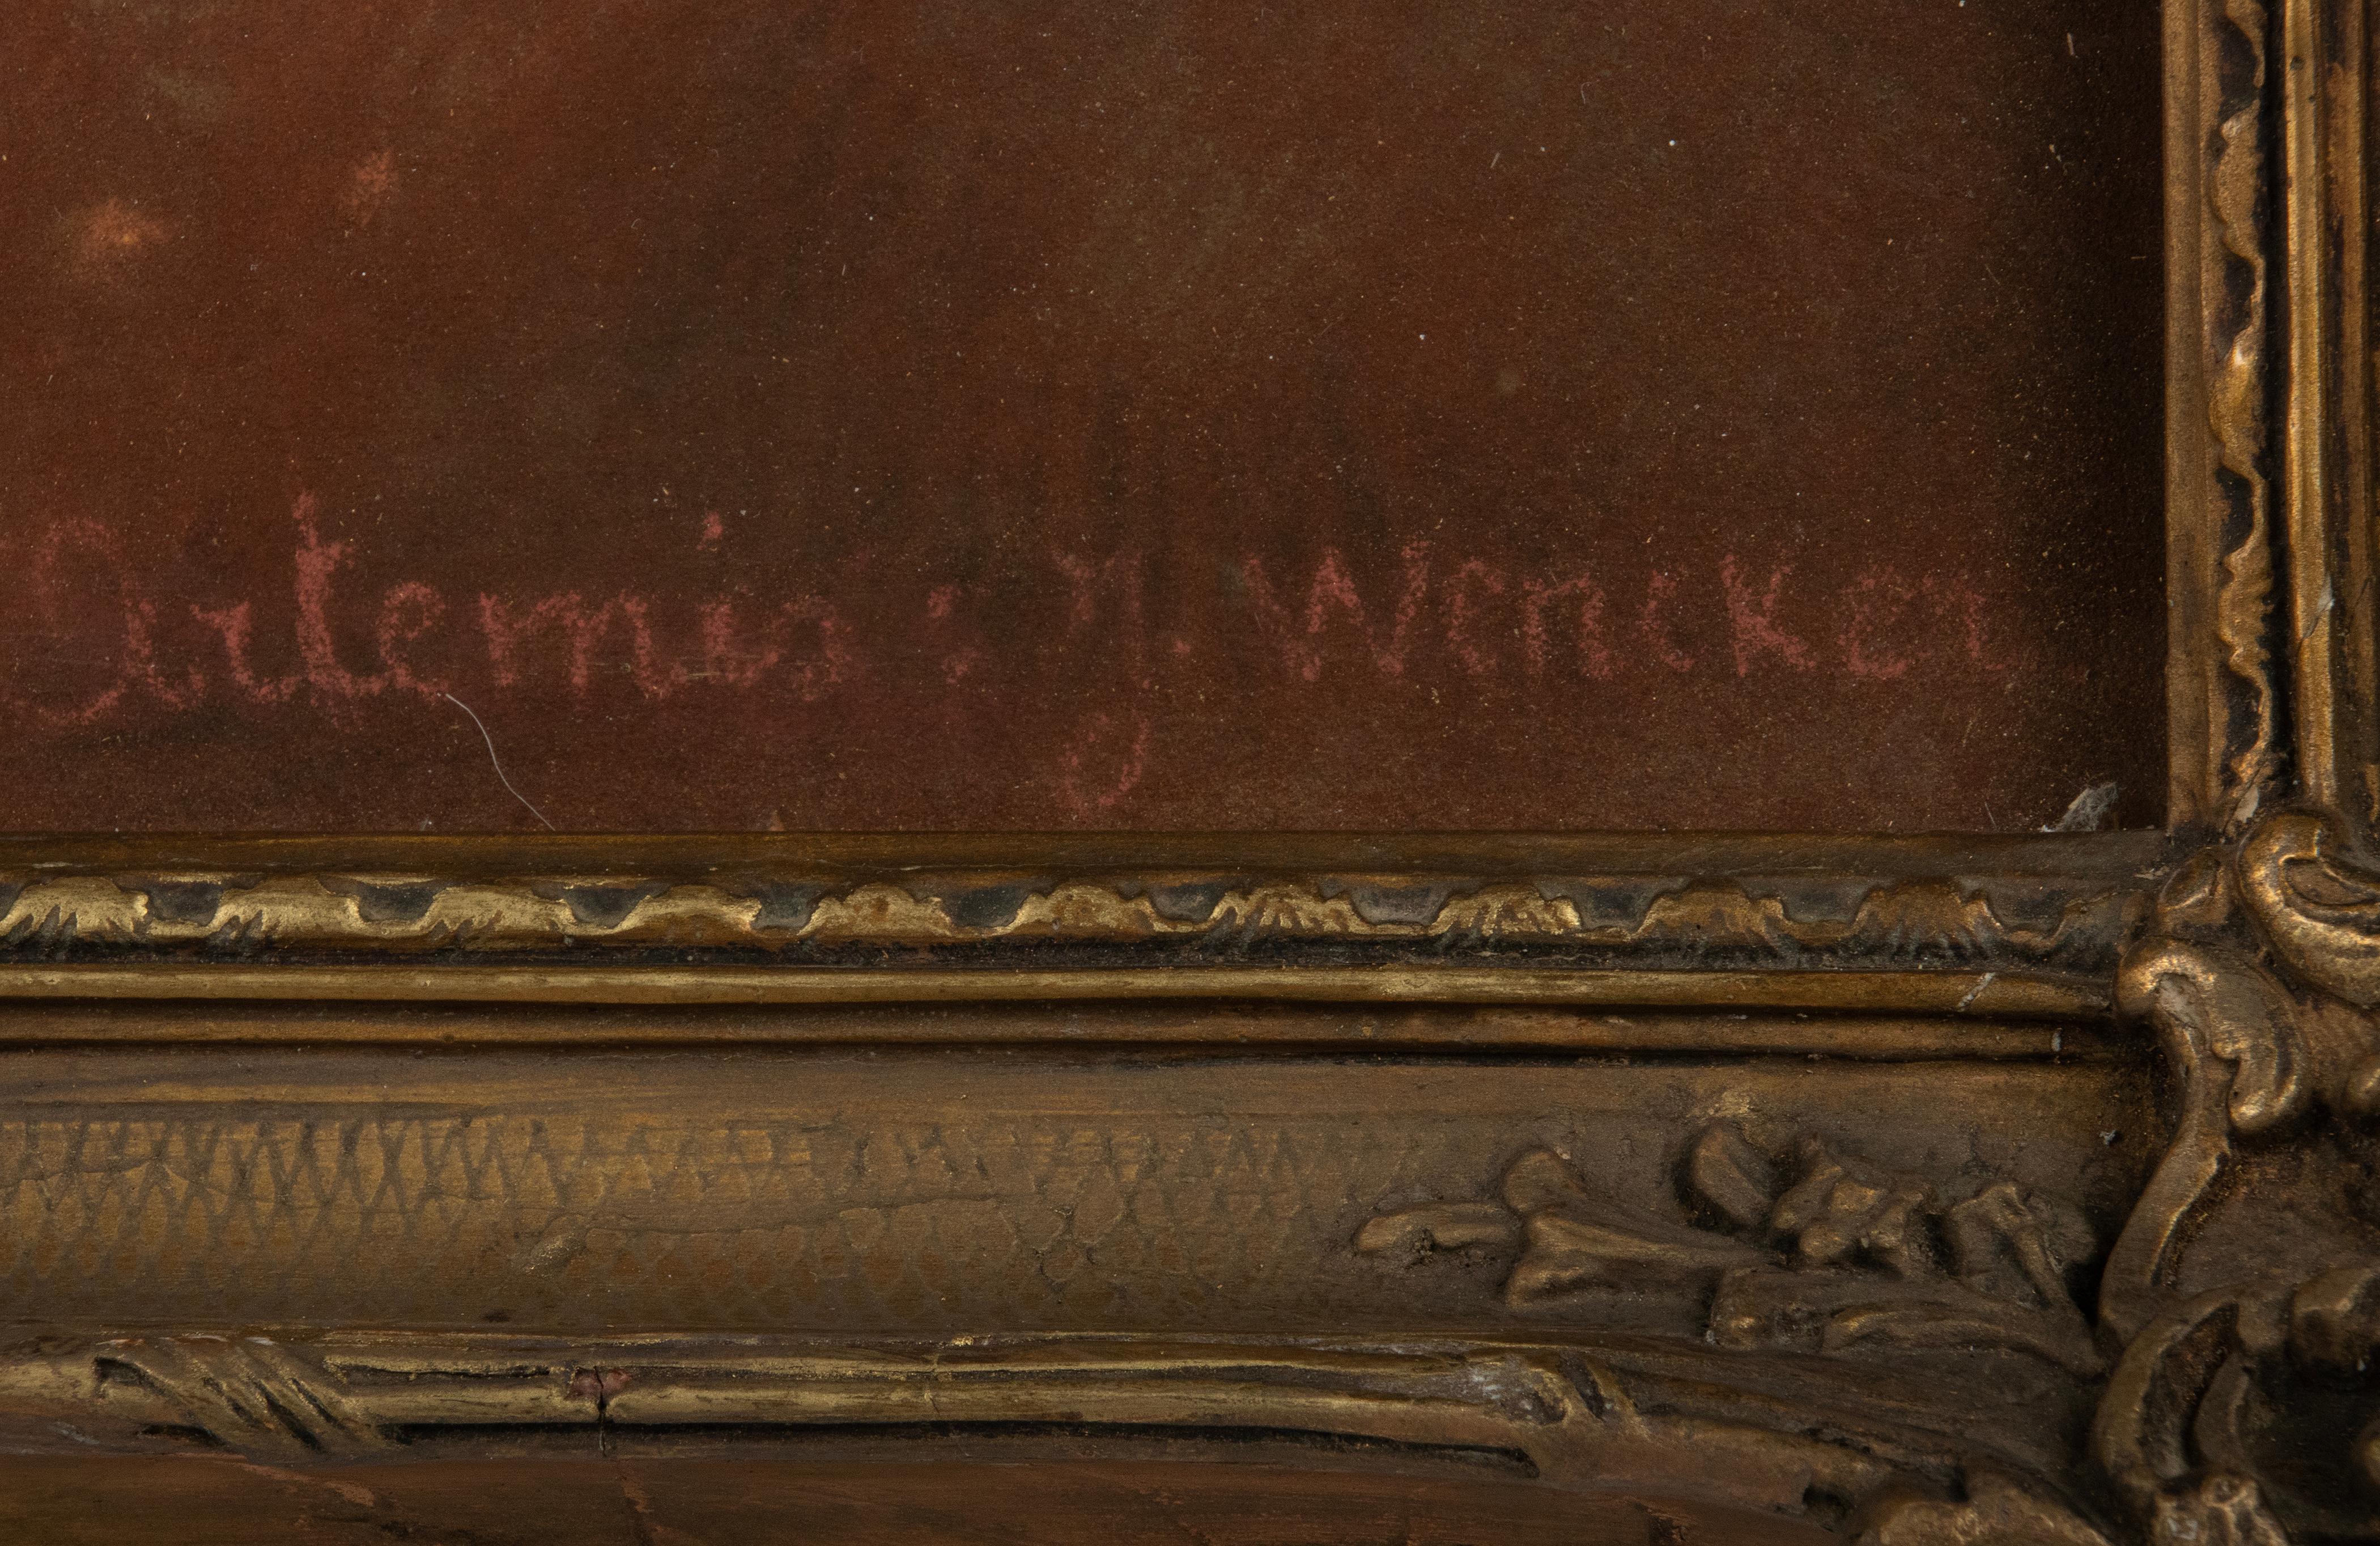 Artemis : J. Wencker